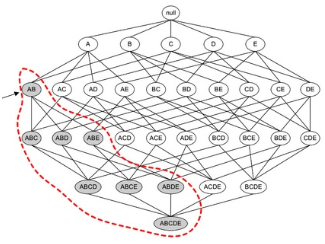 null
A B C D E
AB AC AD AE BC BD BE CD CE DE
ABC ABD ABE ACD ACE ADE BCD BCE BDE CDE
ABCD ABCE ABDE ACDE BCDE
ABCDE